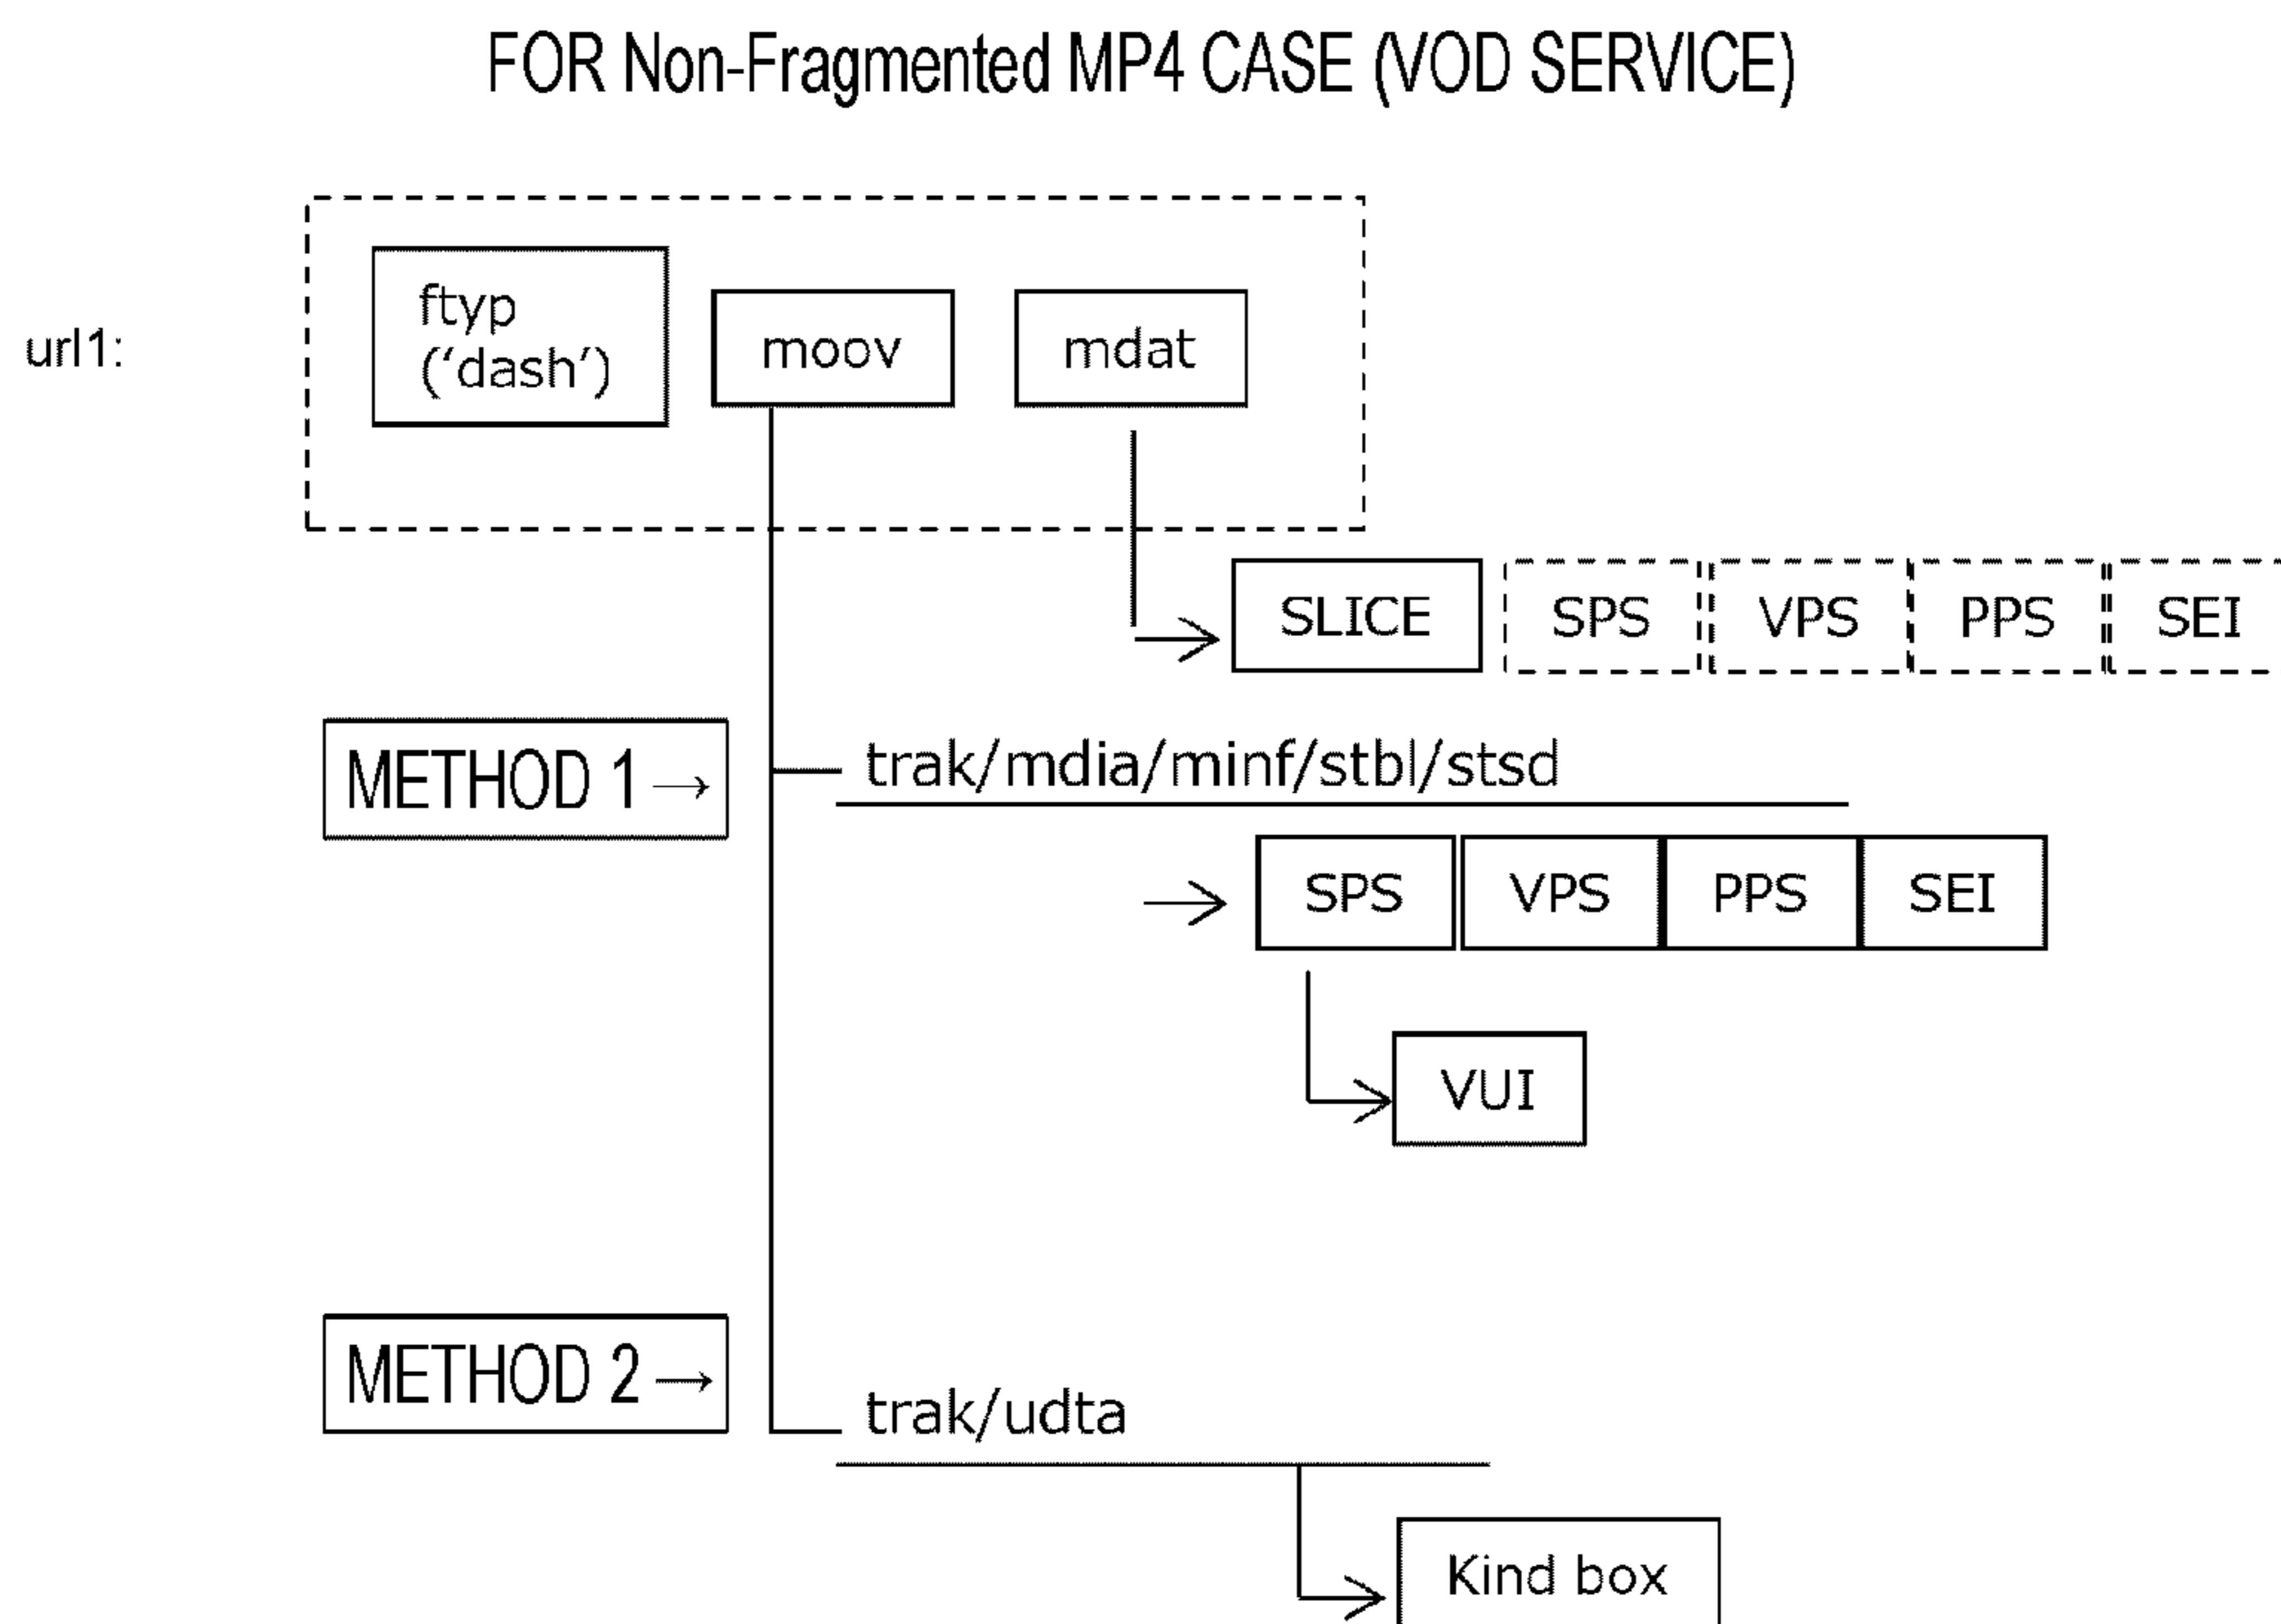 FOR Non-Fragmented MP4 CASE (VOD SERVICE)
url1:
ftyp
(‘dash’)
moov
mdat
SLICE SPS VPS PPS SEI
METHOD 1 →
trak/mdia/minf/stbl/stsd
SPS VPS PPS SEI
VUI
METHOD 2 →
trak/udta
Kind box